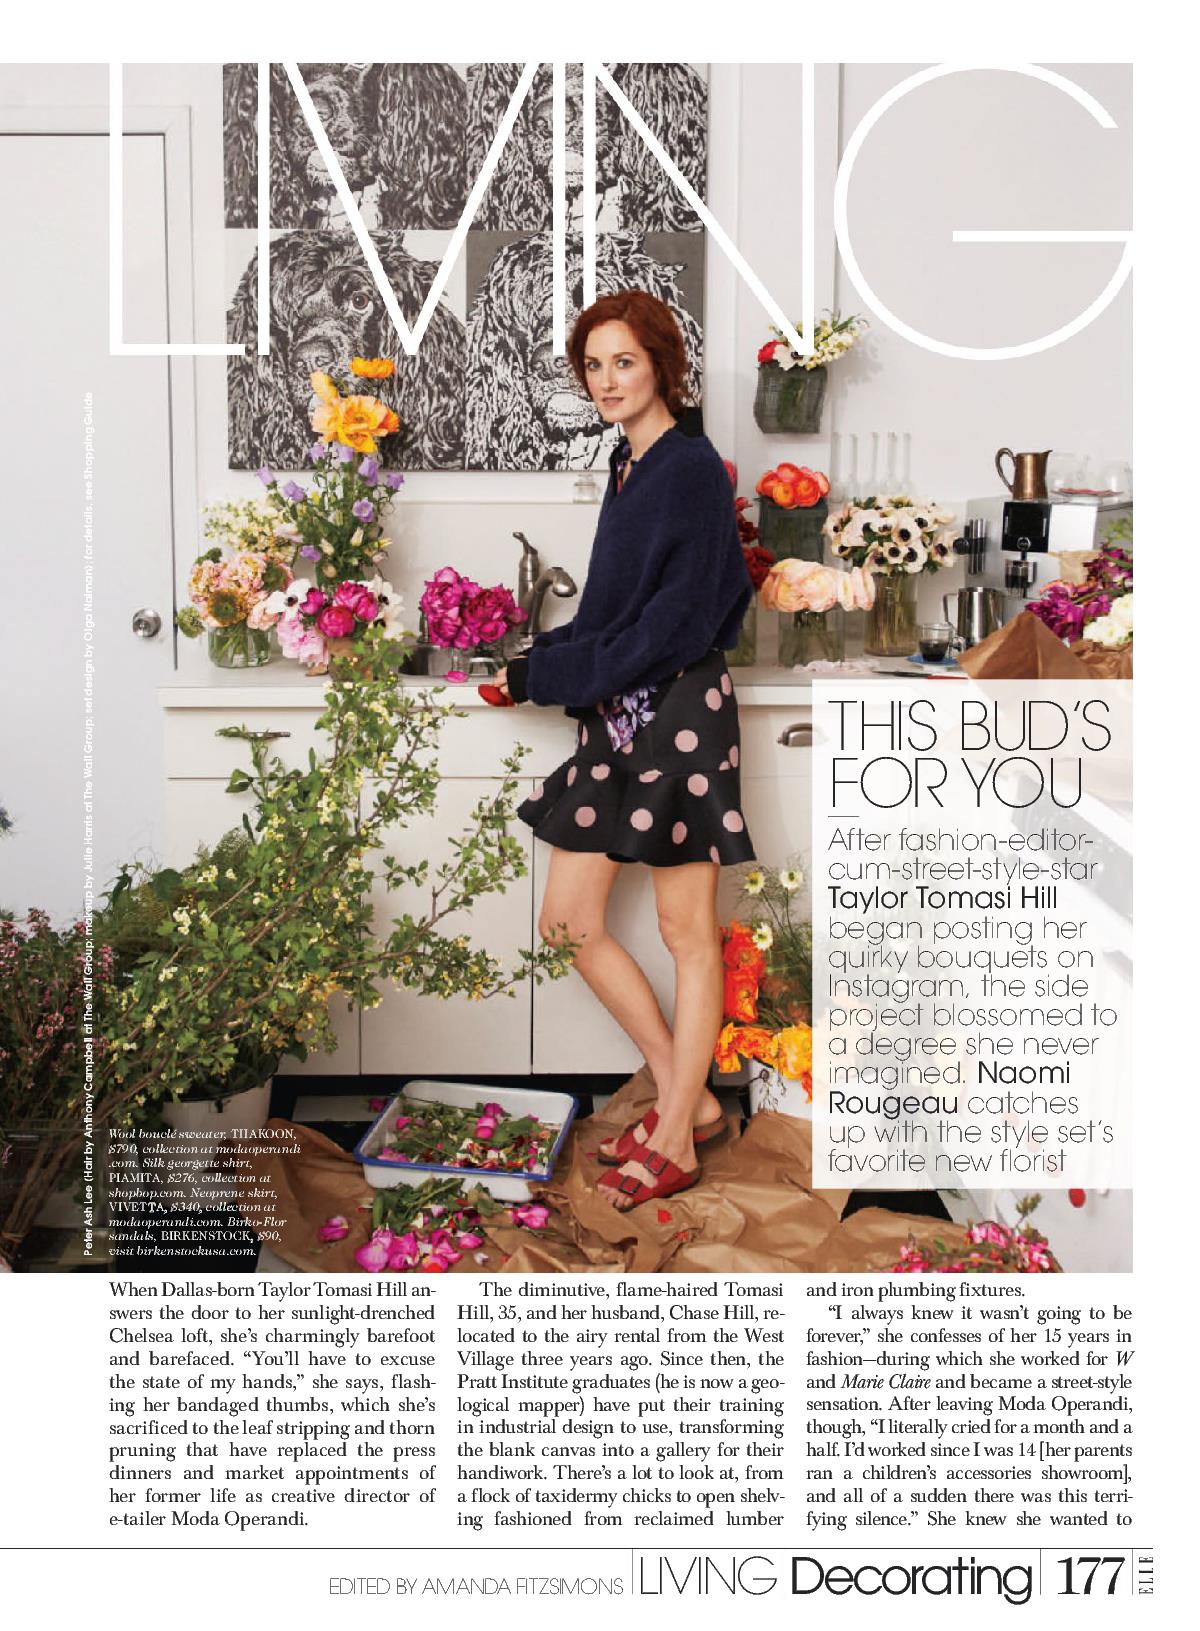 LIVING
THIS BUD'S
FOR YOU
After fashion-editor-
cum-street-style-star
Taylor Tomasi Hill
began posting her
quirky bouquets on
Instagram, the side
project blossomed to
a degree she never
imagined. Naomi
Rougeau catches
up with the style set's
favorite new florist
Peter Ash Lee (Hair by Anthony Campbell at The Wall Group; makeup by Julie Harris at The Wall Group; set design by Olga Naiman); for details, see Shopping Guide
Wool bouclé sweater, THAKOON,
$790, collection at modaoperandi
.com. Silk georgette shirt,
PIAMITA, $276, collection at
shopbop.com. Neoprene skirt,
VIVETTA, $340, collection at
modaoperandi.com. Birko-Flor
sandals, BIRKENSTOCK, $90,
visit birkenstockusa.com.
When Dallas-born Taylor Tomasi Hill an-
swers the door to her sunlight-drenched
Chelsea loft, she's charmingly barefoot
and barefaced. “You'll have to excuse
the state of my hands,” she says, flash-
ing her bandaged thumbs, which she's
sacrificed to the leaf stripping and thorn
pruning that have replaced the press
dinners and market appointments of
her former life as creative director of
e-tailer Moda Operandi.
The diminutive, flame-haired Tomasi
Hill, 35, and her husband, Chase Hill, re-
located to the airy rental from the West
Village three years ago. Since then, the
Pratt Institute graduates (he is now a geo-
logical mapper) have put their training
in industrial design to use, transforming
the blank canvas into a gallery for their
handiwork. There's a lot to look at, from
a flock of taxidermy chicks to open shelv-
ing fashioned from reclaimed lumber
and iron plumbing fixtures.
“I always knew it wasn't going to be
forever,” she confesses of her 15 years in
fashion—during which she worked for W
and Marie Claire and became a street-style
sensation. After leaving Moda Operandi,
though, “I literally cried for a month and a
half. I'd worked since I was 14 [her parents
ran a children's accessories showroom],
and all of a sudden there was this terri-
fying silence.” She knew she wanted to
EDITED BY AMANDA FITZSIMONS LIVING Decorating 177 ELLE